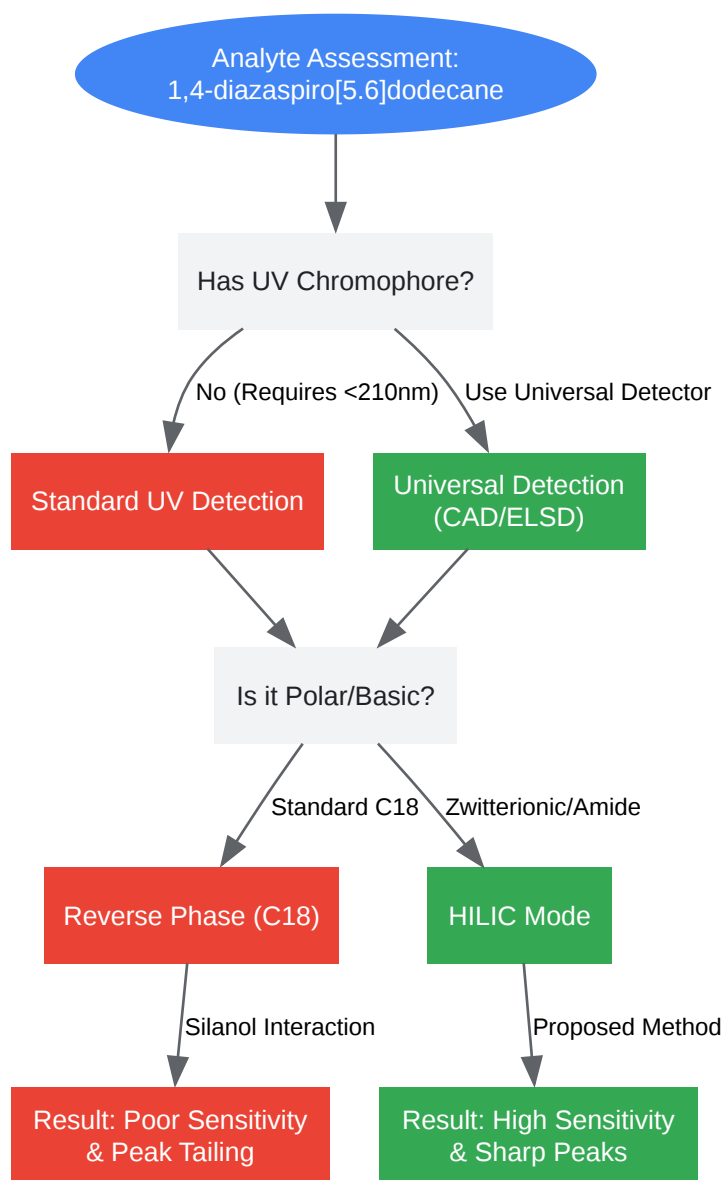 Analyte Assessment:
1,4-diazaspiro[5.6]dodecane
Has UV Chromophore?
No (Requires <210nm)
Use Universal Detector
Standard UV Detection
Universal Detection
(CAD/ELSD)
Is it Polar/Basic?
Standard C18
Zwitterionic/Amide
Reverse Phase (C18)
HILIC Mode
Silanol Interaction
Proposed Method
Result: Poor Sensitivity
& Peak Tailing
Result: High Sensitivity
& Sharp Peaks